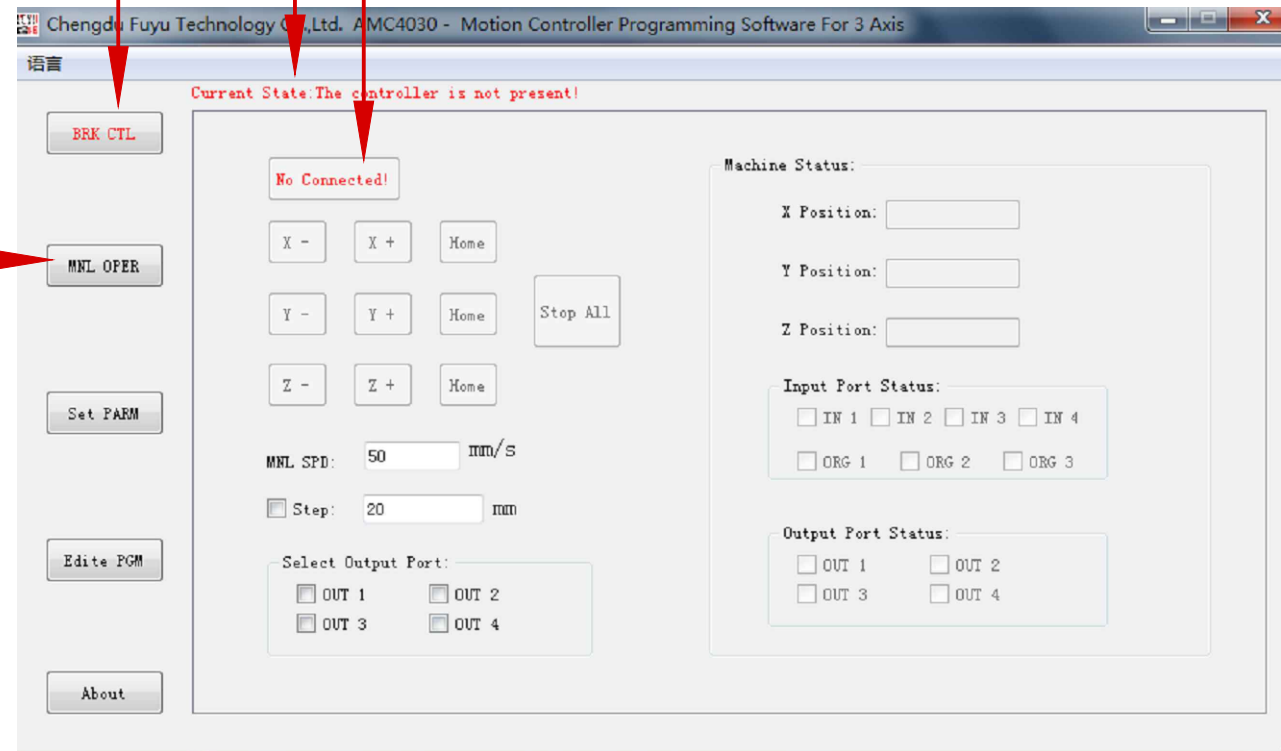 Chengdu Fuyu Technology Co.,Ltd. AMC4030 - Motion Controller Programming Software For 3 Axis
语言
Current State:The controller is not present!
BRK CTL
MNL OPER
Set PARM
Edite PGM
About
No Connected!
X - X + Home
Y - Y + Home
Stop All
Z - Z + Home
MNL SPD: 50 mm/s
Step: 20 mm
Select Output Port:
OUT 1 OUT 2
OUT 3 OUT 4
Machine Status:
X Position:
Y Position:
Z Position:
Input Port Status:
IN 1 IN 2 IN 3 IN 4
ORG 1 ORG 2 ORG 3
Output Port Status:
OUT 1 OUT 2
OUT 3 OUT 4